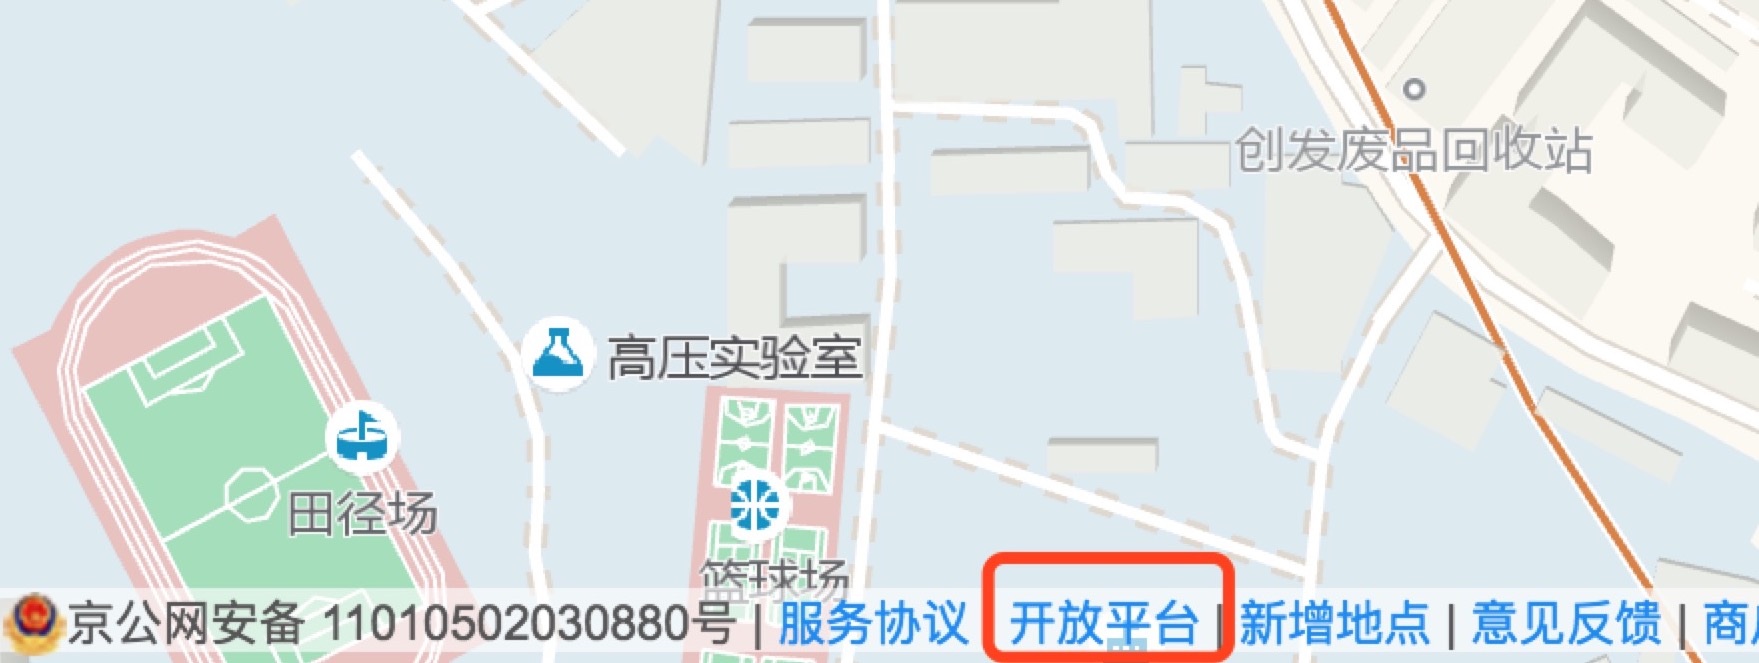 创发废品回收站
高压实验室
田径场
篮球场
京公网安备 11010502030880号 | 服务协议 | 开放平台 | 新增地点 | 意见反馈 | 商